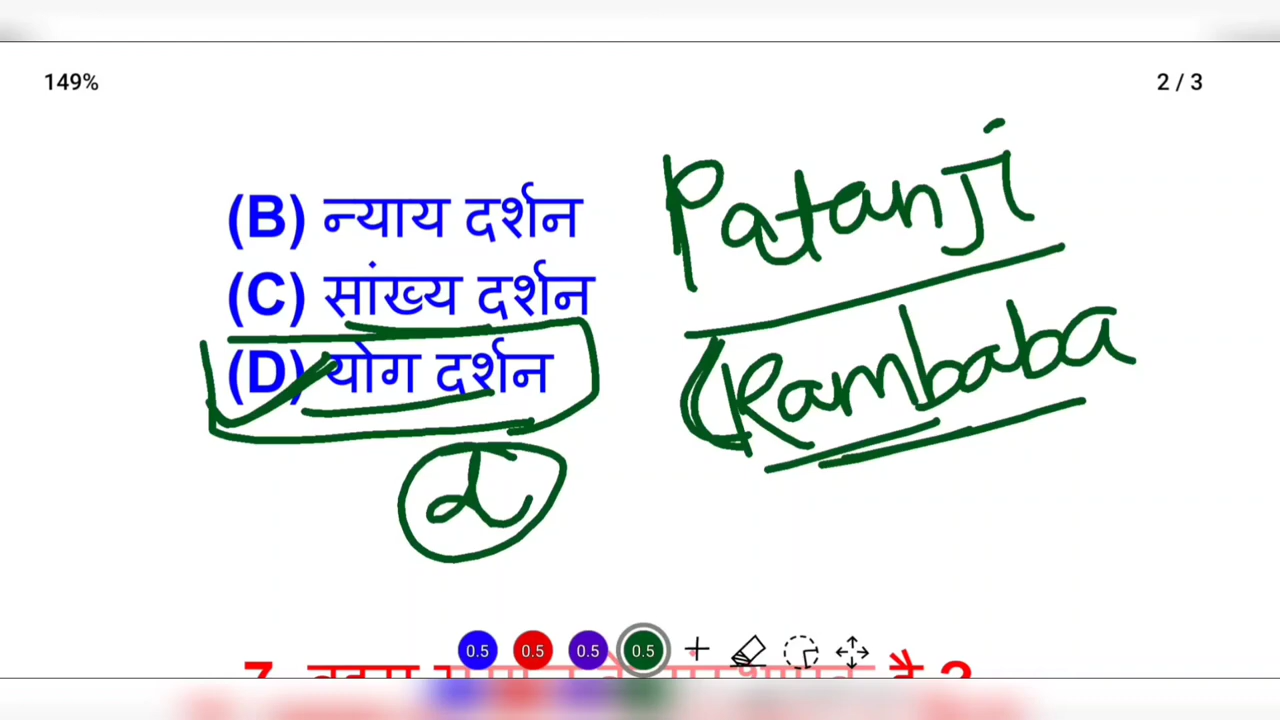 149%
2 / 3
(B) न्याय दर्शन
(C) सांख्य दर्शन
(D) योग दर्शन
Patanji
Rambaba
d
0.5 0.5 0.5 0.5
7. है ?